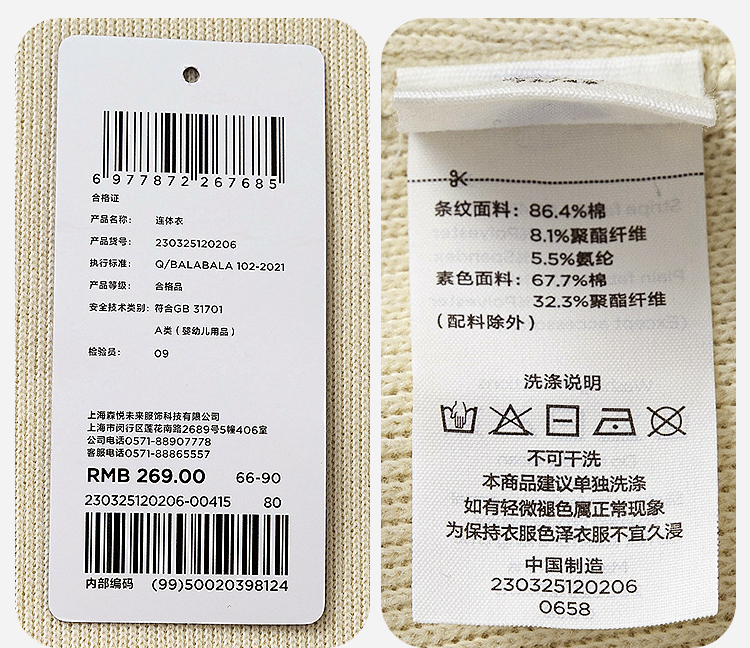 6 977872 267685
合格证
产品名称： 连体衣
产品货号： 230325120206
执行标准： Q/BALABALA 102-2021
产品等级： 合格品
安全技术类别：符合GB 31701
A类（婴幼儿用品）
检验员： 09
上海森悦未来服饰科技有限公司
上海市闵行区莲花南路2689号5幢406室
公司电话0571-88907778
客服电话0571-88865557
RMB 269.00 66-90
230325120206-00415 80
内部编码 (99)50020398124
条纹面料：86.4%棉
8.1%聚酯纤维
5.5%氨纶
素色面料：67.7%棉
32.3%聚酯纤维
（配料除外）
洗涤说明
不可干洗
本商品建议单独洗涤
如有轻微褪色属正常现象
为保持衣服色泽衣服不宜久浸
中国制造
230325120206
0658